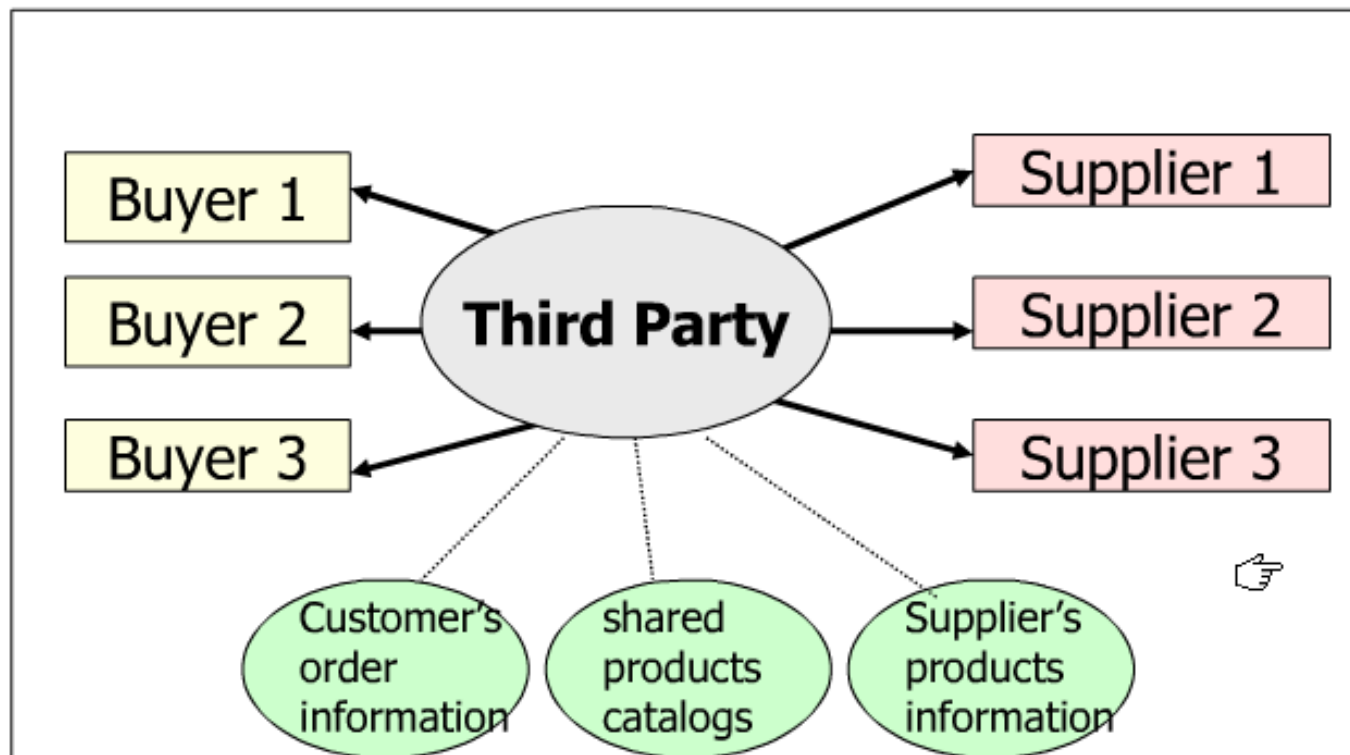 Buyer 1
Supplier 1
Buyer 2
Third Party
Supplier 2
Buyer 3
Supplier 3
Customer's
order
information
shared
products
catalogs
Supplier's
products
information